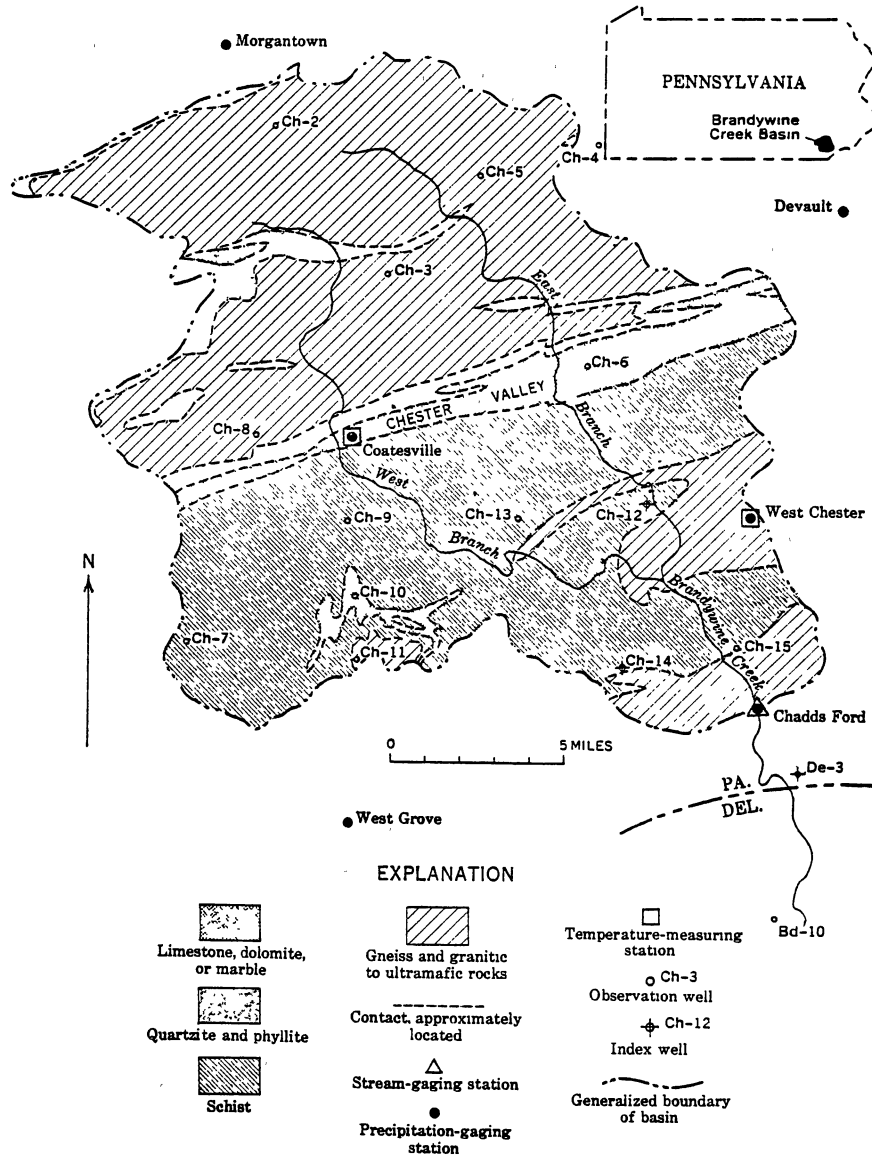 Morgantown
PENNSYLVANIA
Brandywine
Creek Basin
Ch-2
Ch-4
Ch-5
Devault
Ch-3
East
Ch-6
CHESTER VALLEY
Branch
Ch-8
Coatesville
West
Ch-9
Ch-13
Ch-12
West Chester
Branch
N
Brandywine
Ch-10
Ch-7
Ch-11
Ch-14
Ch-15
Creek
Chadds Ford
0 5 MILES
De-3
PA.
DEL.
West Grove
EXPLANATION
Limestone, dolomite,
or marble
Quartzite and phyllite
Schist
Gneiss and granitic
to ultramafic rocks
Contact, approximately
located
Stream-gaging station
Precipitation-gaging
station
Bd-10
Temperature-measuring
station
Ch-3
Observation well
Ch-12
Index well
Generalized boundary
of basin